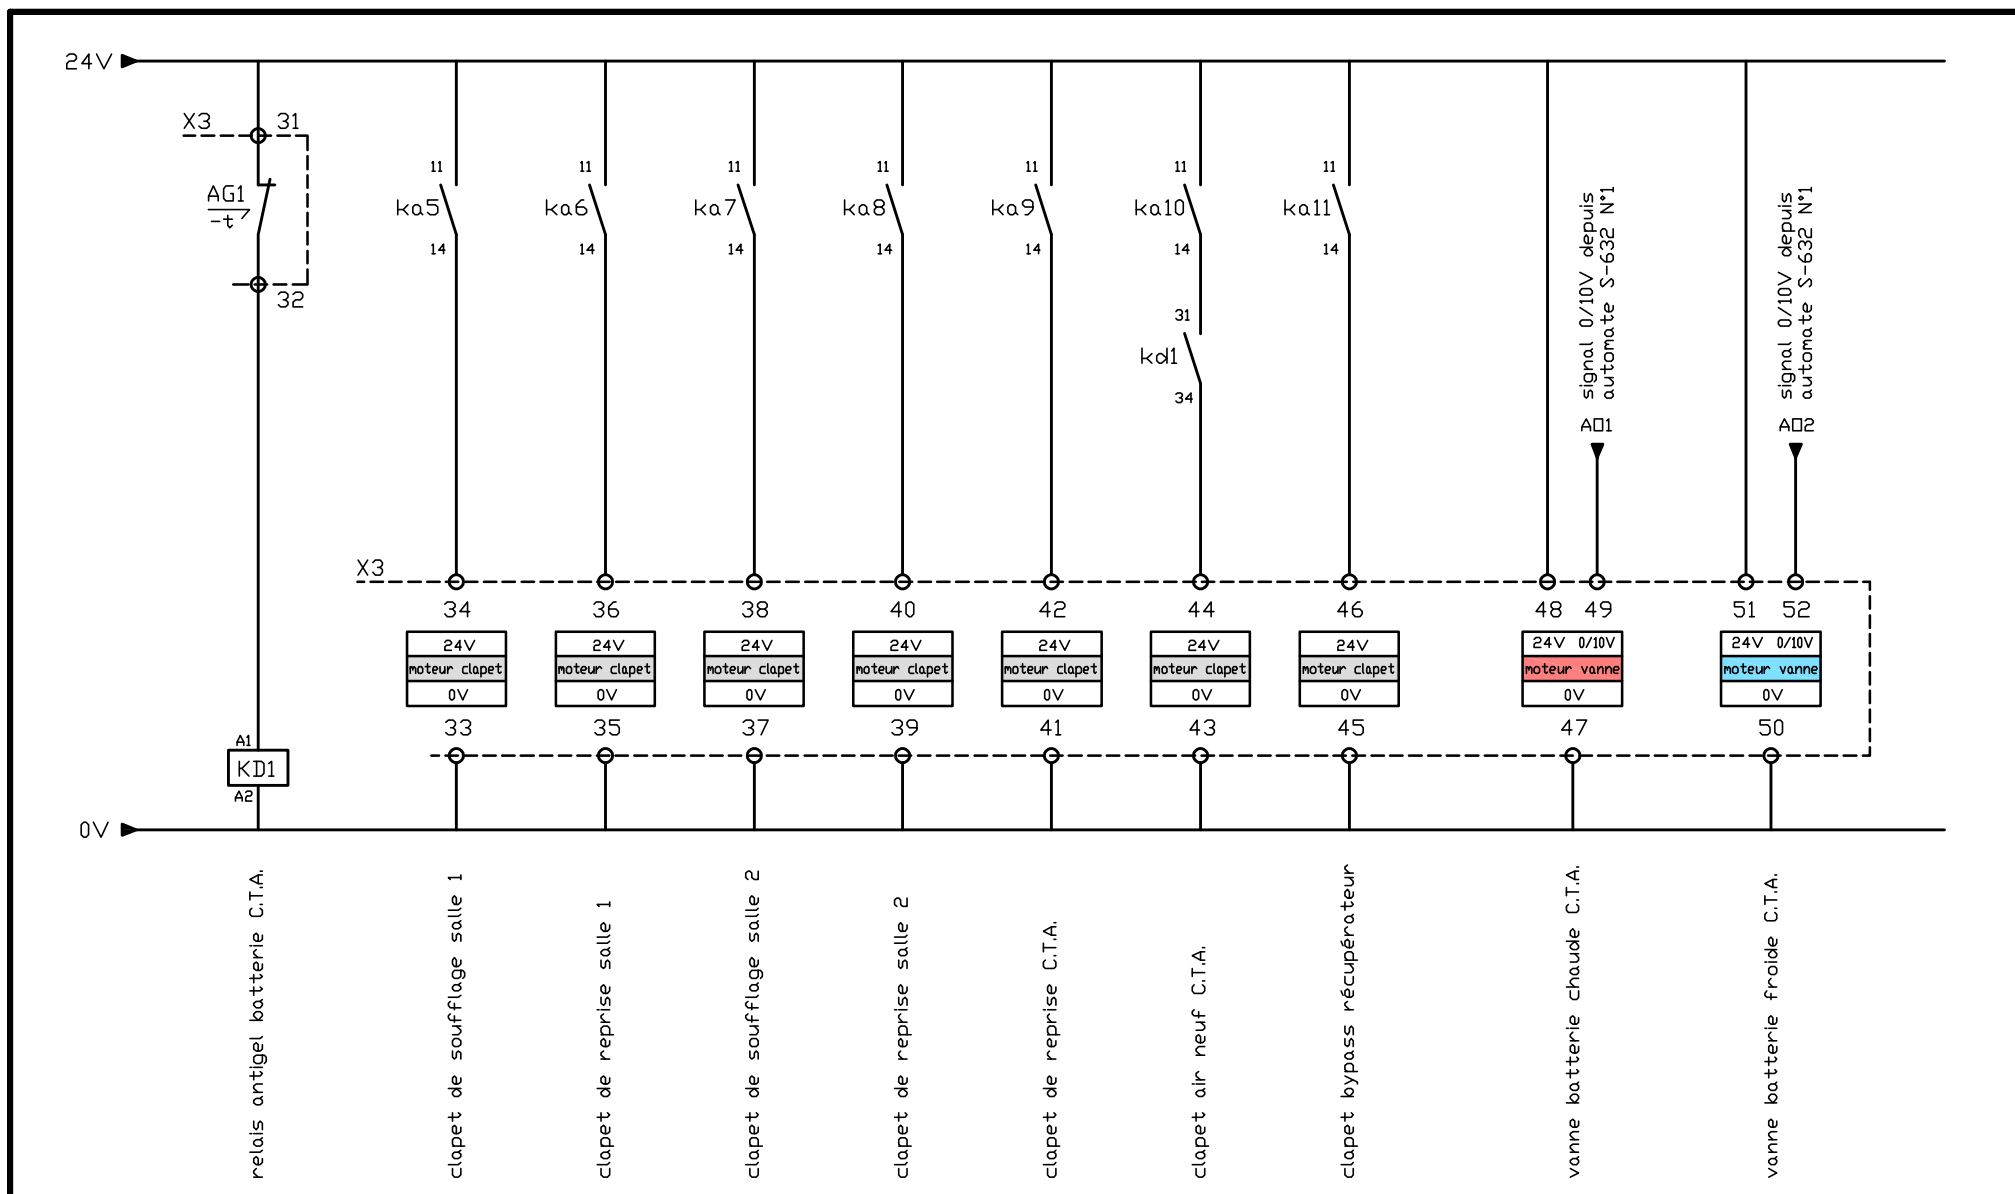 24V
X3 31
AG1
-t
32
11 11 11 11 11 11 11
ka5 ka6 ka7 ka8 ka9 ka10 ka11
14 14 14 14 14 14 14
31
kd1
34
signal 0/10V depuis
automate S-632 N°1
AO1
signal 0/10V depuis
automate S-632 N°1
AO2
X3
34 36 38 40 42 44 46 48 49 51 52
24V 24V 24V 24V 24V 24V 24V 24V 0/10V 24V 0/10V
moteur clapet moteur clapet moteur clapet moteur clapet moteur clapet moteur clapet moteur clapet moteur vanne moteur vanne
0V 0V 0V 0V 0V 0V 0V 0V 0V
33 35 37 39 41 43 45 47 50
A1
KD1
A2
0V
relais antigel batterie C.T.A.
clapet de soufflage salle 1
clapet de reprise salle 1
clapet de soufflage salle 2
clapet de reprise salle 2
clapet de reprise C.T.A.
clapet air neuf C.T.A.
clapet bypass récupérateur
vanne batterie chaude C.T.A.
vanne batterie froide C.T.A.